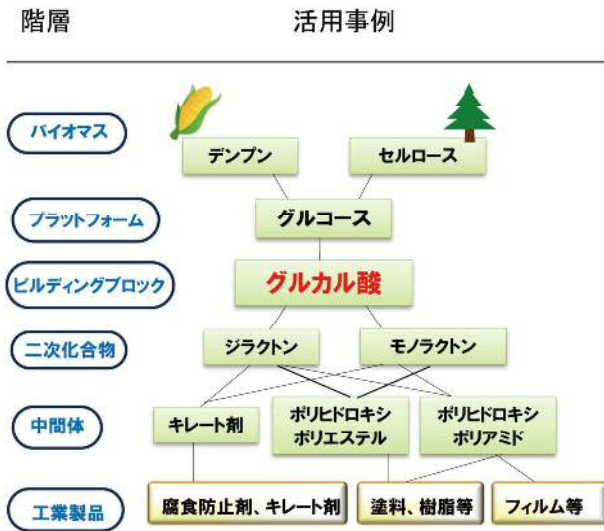 階層 活用事例
バイオマス
デンプン セルロース
プラットフォーム グルコース
ビルディングブロック グルカル酸
二次化合物 ジラクトン モノラクトン
中間体 キレート剤 ポリヒドロキシ ポリヒドロキシ
ポリエステル ポリアミド
工業製品 腐食防止剤、キレート剤 塗料、樹脂等 フィルム等